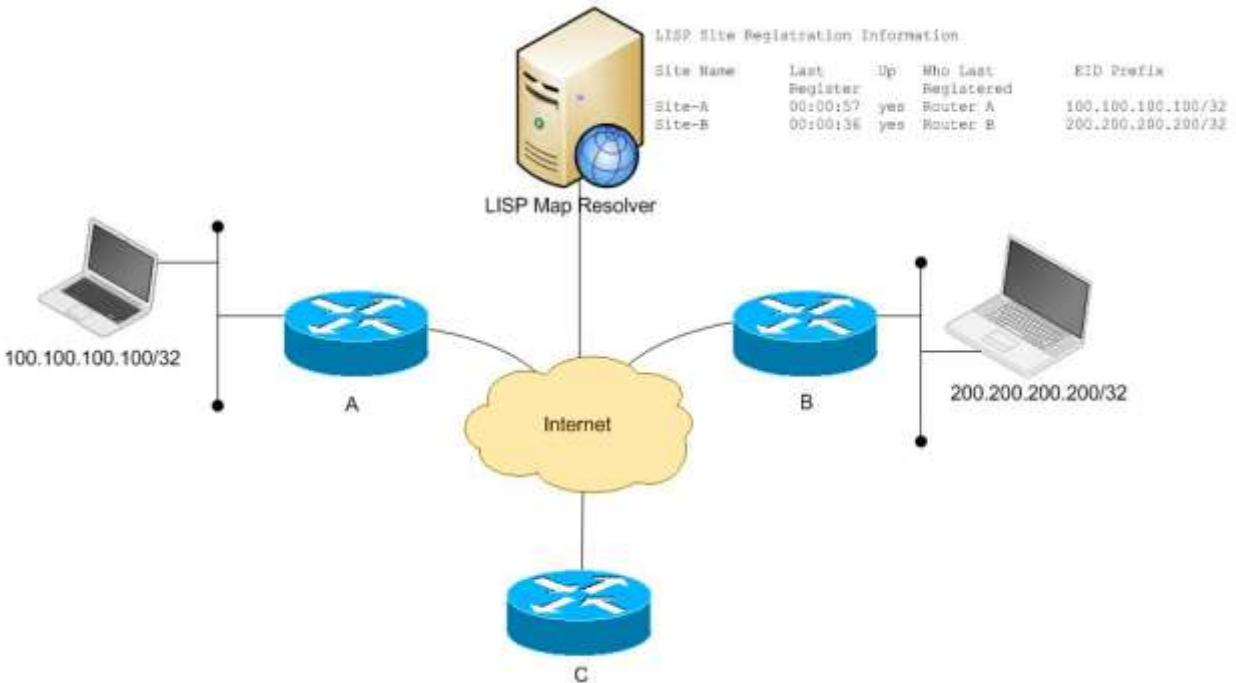 LISP Site Registration Information
Site Name Last Up Who Last EID Prefix
Register Registered
Site-A 00:00:57 yes Router A 100.100.100.100/32
Site-B 00:00:36 yes Router B 200.200.200.200/32
LISP Map Resolver
100.100.100.100/32
A
Internet
B
200.200.200.200/32
C